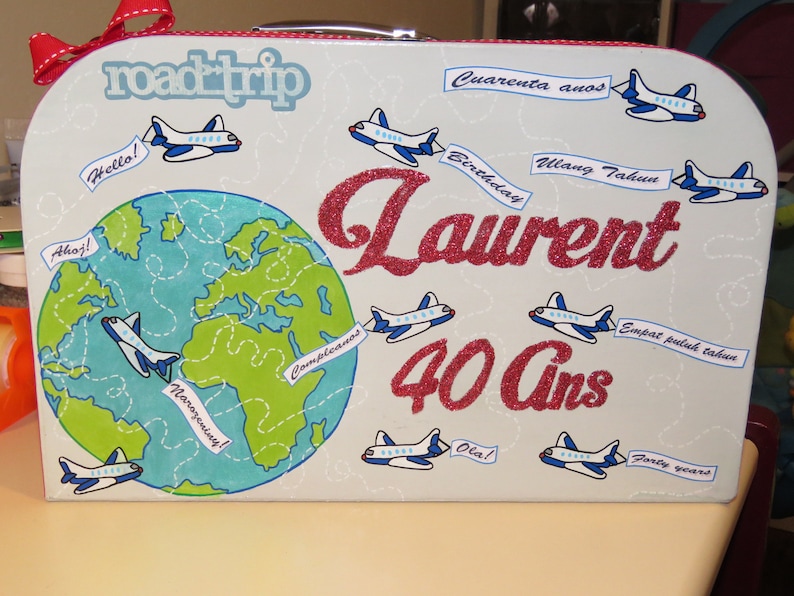 road trip
Cuarenta anos
Hello!
Birthday
Ulang Tahun
Laurent
Ahoj!
Compleanos
Empat puluh tahun
40 ans
Narozeniny!
Ola!
Forty years